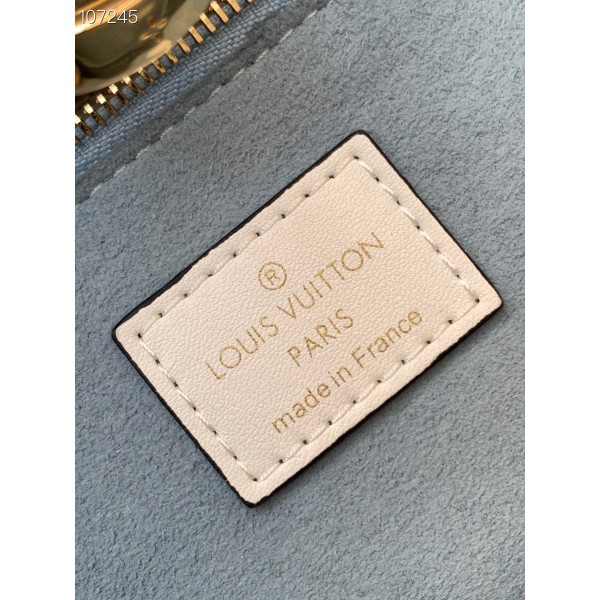 107245
®
LOUIS VUITTON
PARIS
made in France